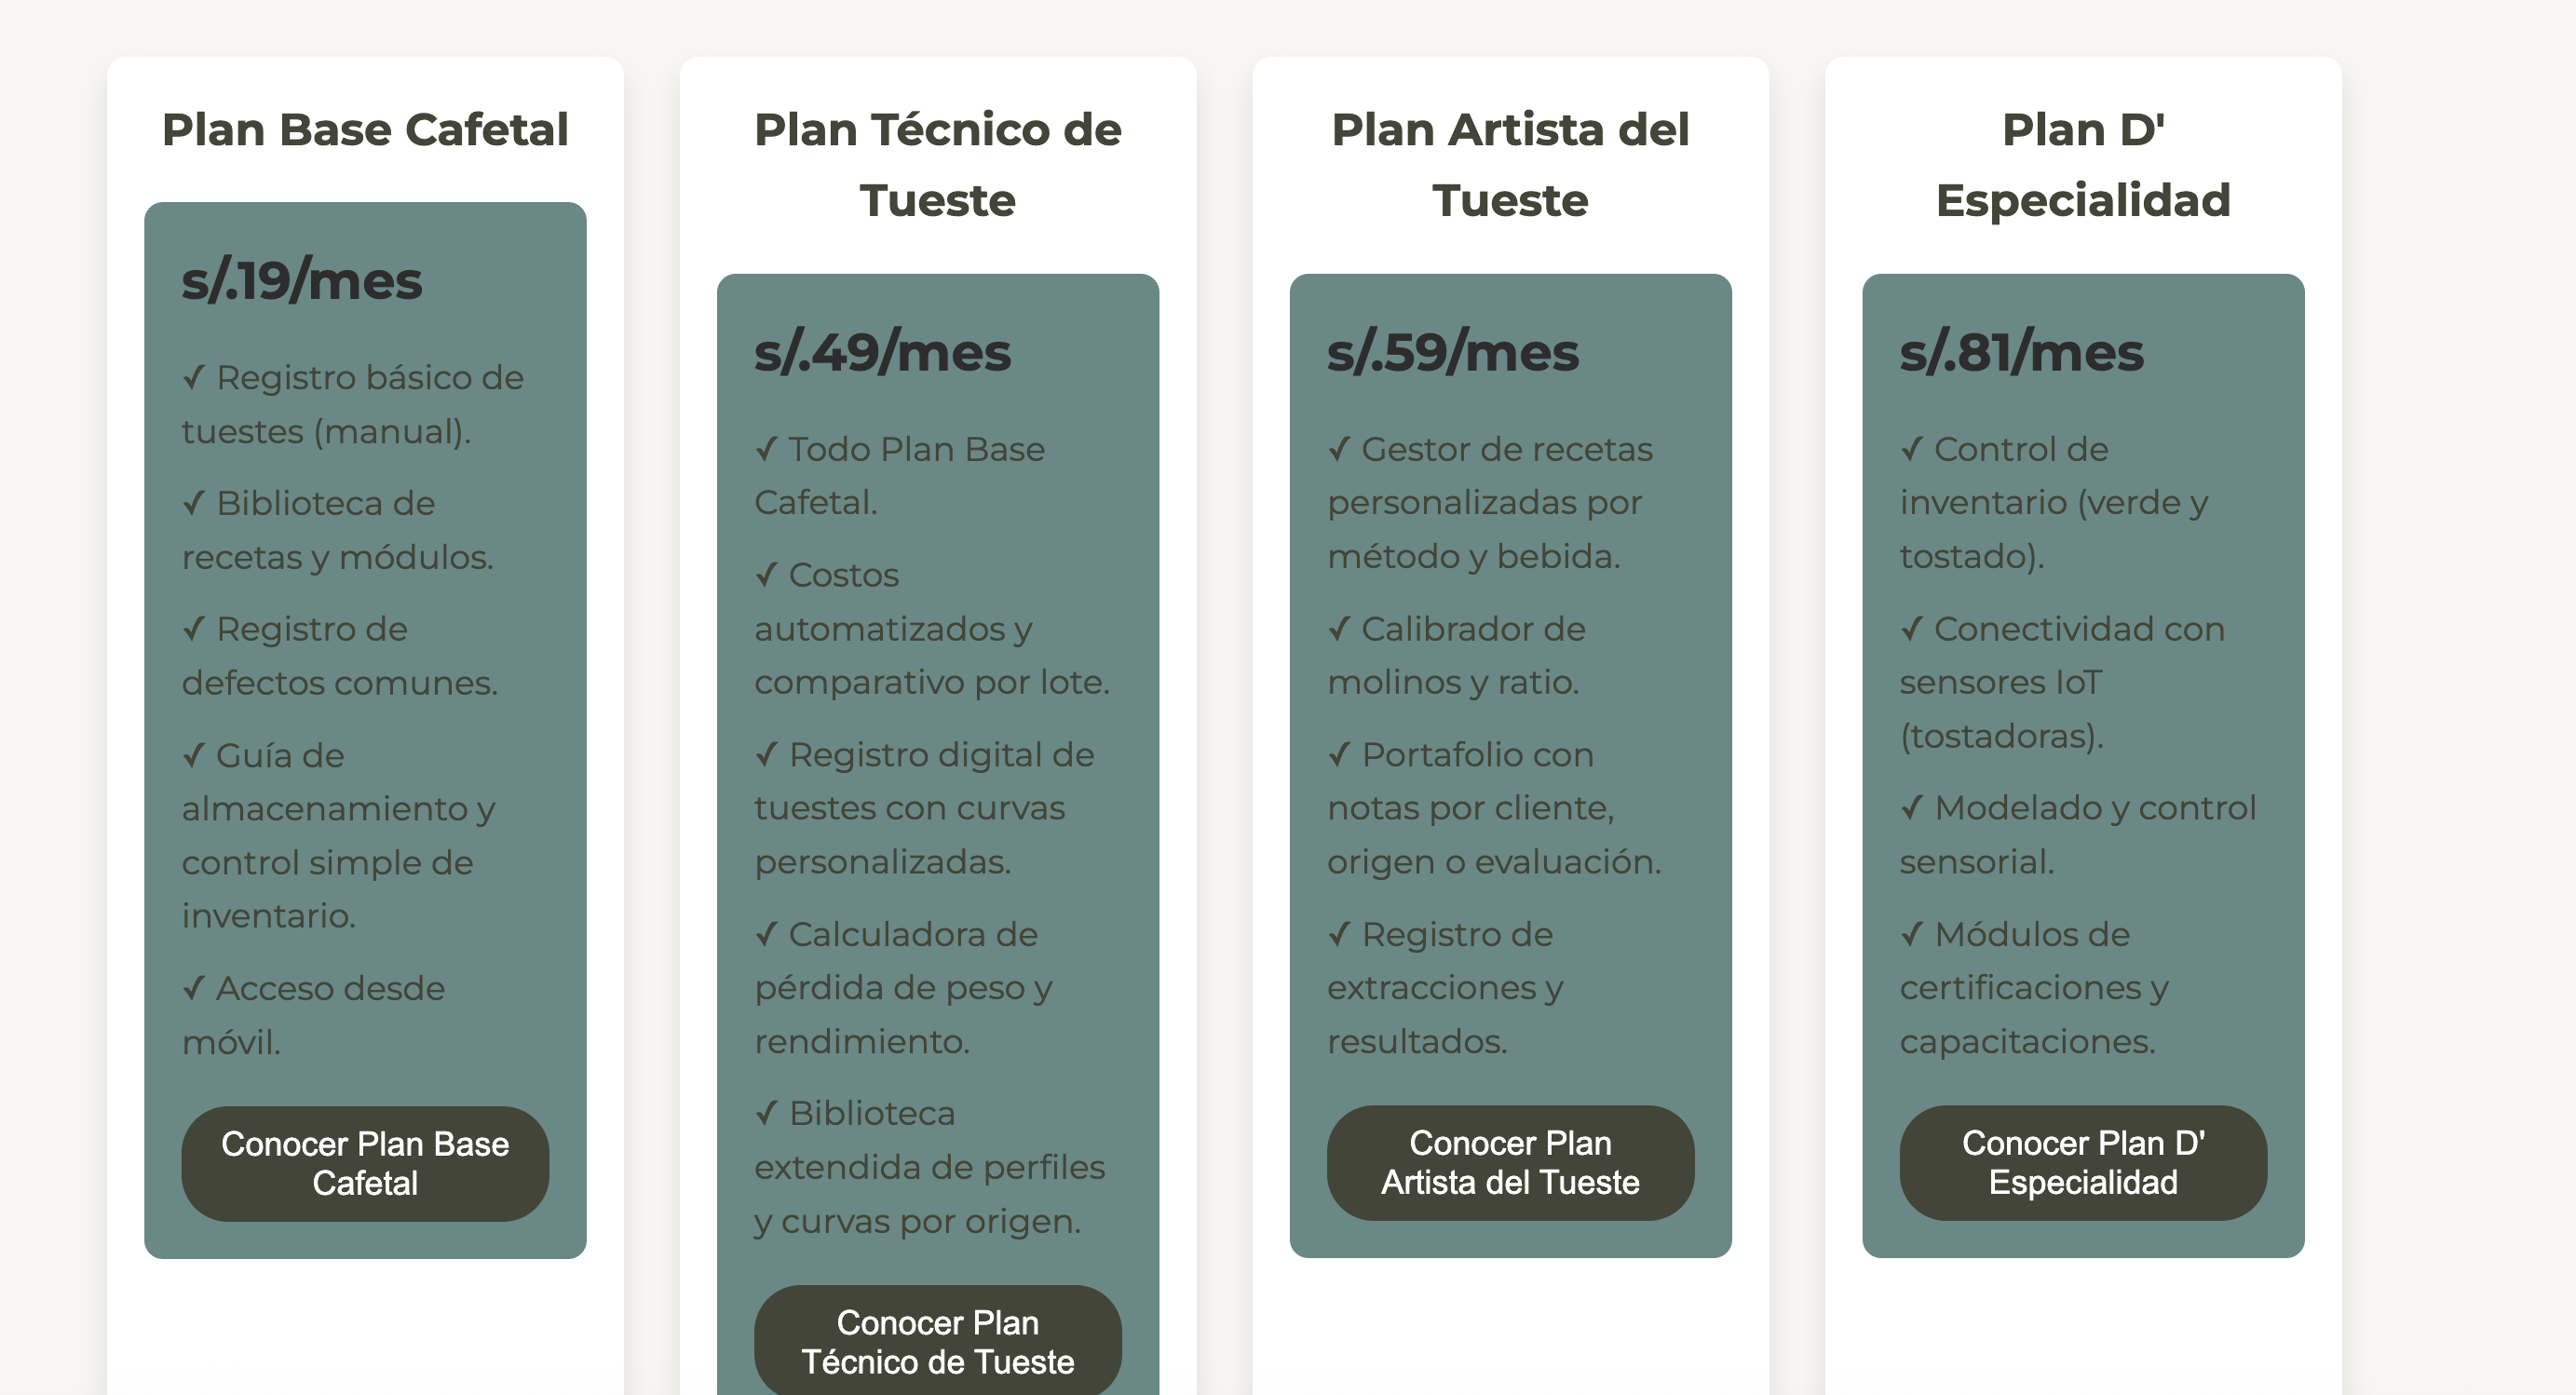 Plan Base Cafetal
s/.19/mes
✓ Registro básico de
tuestes (manual).
✓ Biblioteca de
recetas y módulos.
✓ Registro de
defectos comunes.
✓ Guía de
almacenamiento y
control simple de
inventario.
✓ Acceso desde
móvil.
Conocer Plan Base
Cafetal
Plan Técnico de
Tueste
s/.49/mes
✓ Todo Plan Base
Cafetal.
✓ Costos
automatizados y
comparativo por lote.
✓ Registro digital de
tuestes con curvas
personalizadas.
✓ Calculadora de
pérdida de peso y
rendimiento.
✓ Biblioteca
extendida de perfiles
y curvas por origen.
Conocer Plan
Técnico de Tueste
Plan Artista del
Tueste
s/.59/mes
✓ Gestor de recetas
personalizadas por
método y bebida.
✓ Calibrador de
molinos y ratio.
✓ Portafolio con
notas por cliente,
origen o evaluación.
✓ Registro de
extracciones y
resultados.
Conocer Plan
Artista del Tueste
Plan D'
Especialidad
s/.81/mes
✓ Control de
inventario (verde y
tostado).
✓ Conectividad con
sensores IoT
(tostadoras).
✓ Modelado y control
sensorial.
✓ Módulos de
certificaciones y
capacitaciones.
Conocer Plan D'
Especialidad